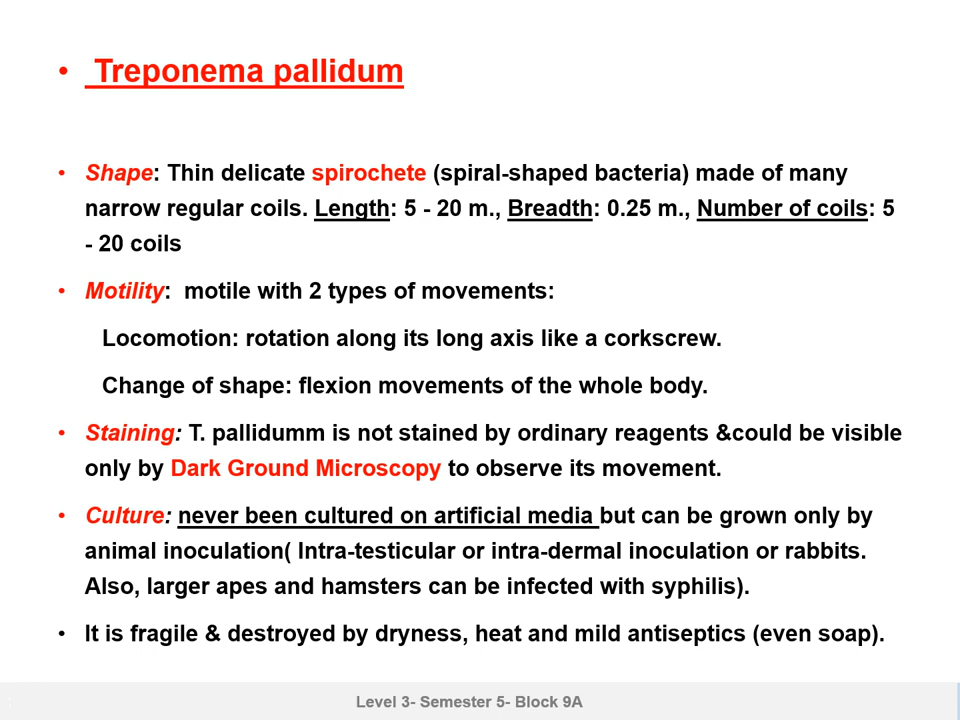 • Treponema pallidum
• Shape: Thin delicate spirochete (spiral-shaped bacteria) made of many
narrow regular coils. Length: 5 - 20 m., Breadth: 0.25 m., Number of coils: 5
- 20 coils
• Motility:  motile with 2 types of movements:
Locomotion: rotation along its long axis like a corkscrew.
Change of shape: flexion movements of the whole body.
• Staining: T. pallidumm is not stained by ordinary reagents &could be visible
only by Dark Ground Microscopy to observe its movement.
• Culture: never been cultured on artificial media but can be grown only by
animal inoculation( Intra-testicular or intra-dermal inoculation or rabbits.
Also, larger apes and hamsters can be infected with syphilis).
• It is fragile & destroyed by dryness, heat and mild antiseptics (even soap).
Level 3- Semester 5- Block 9A